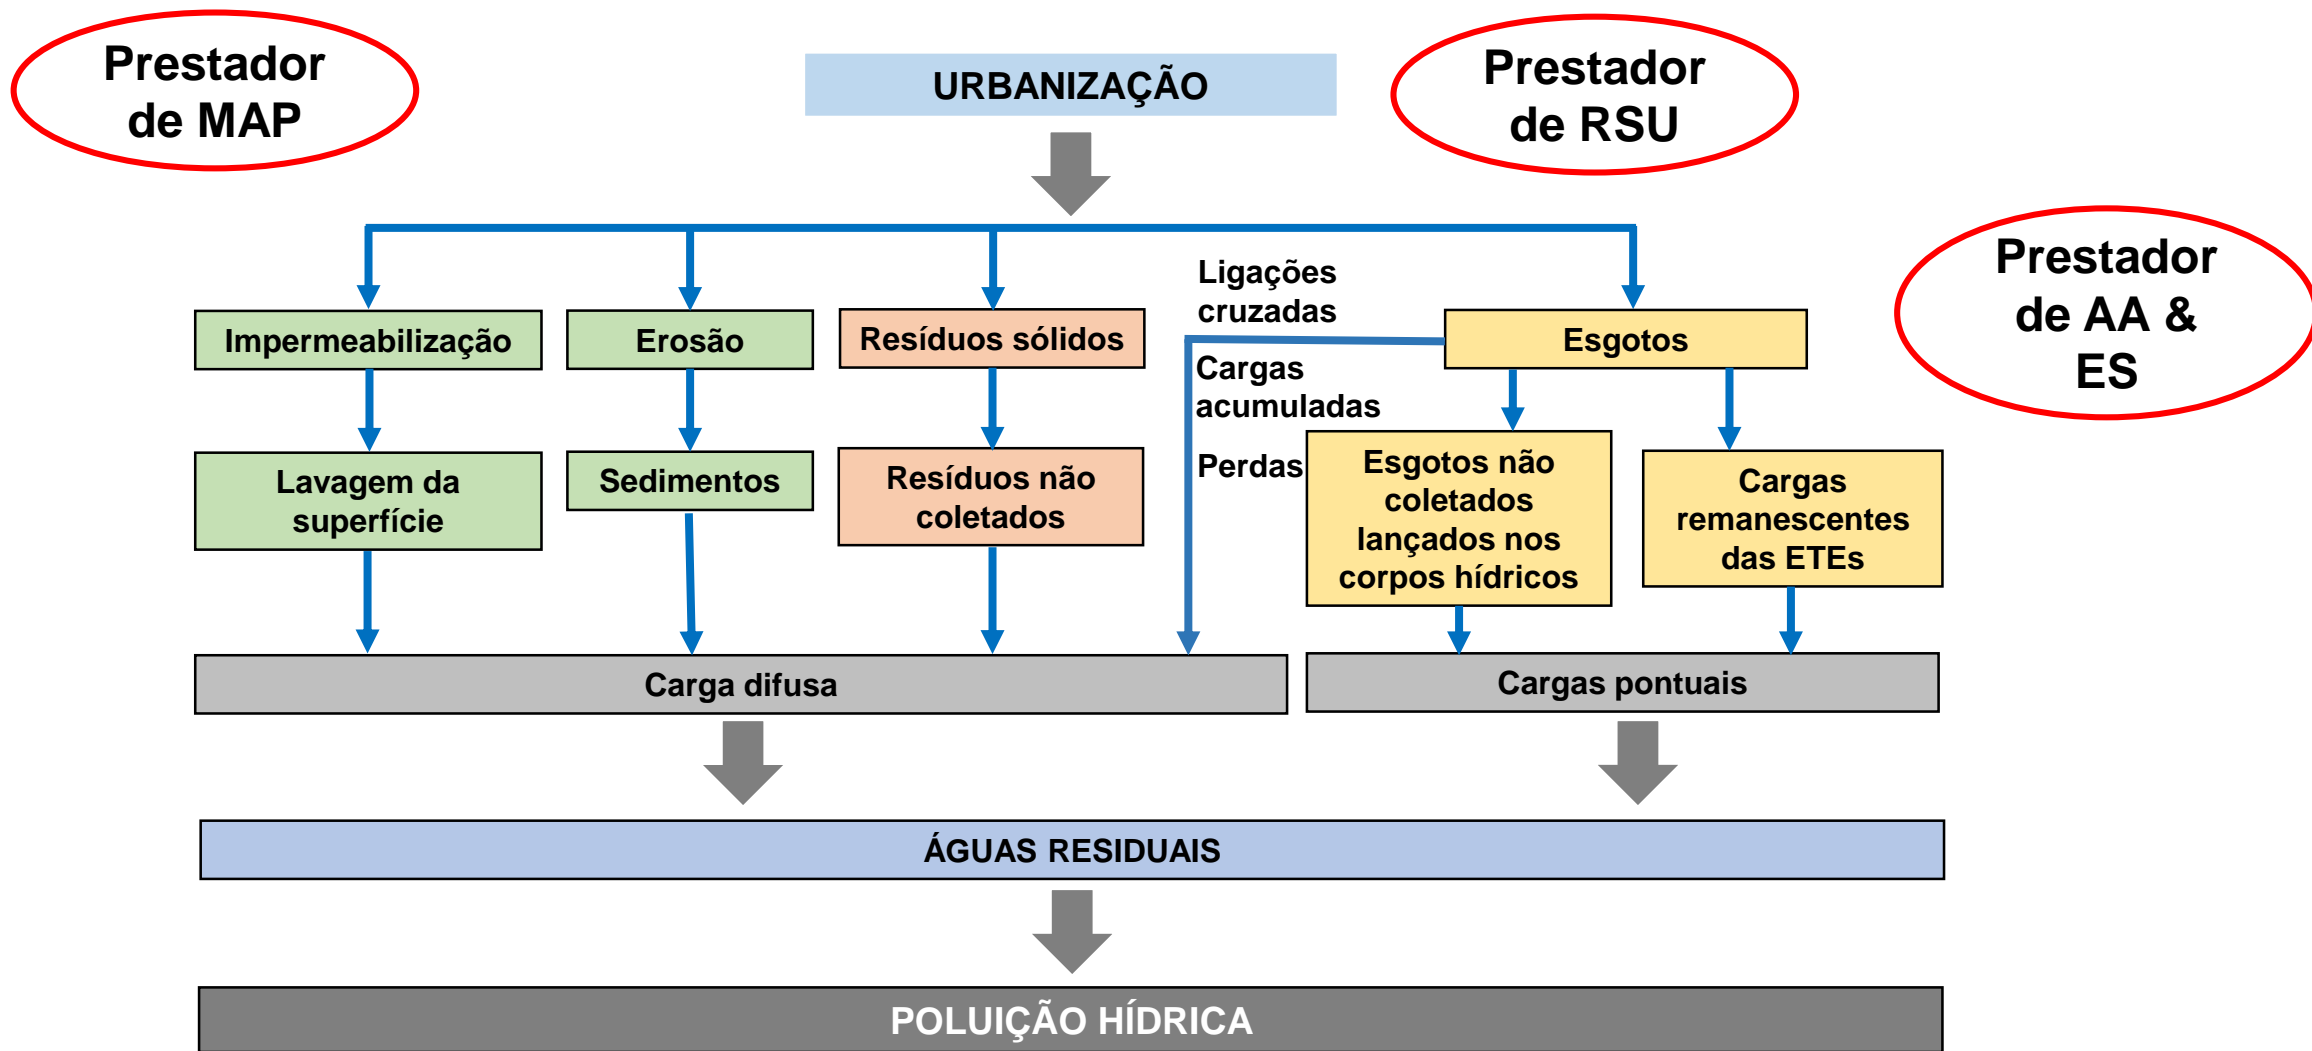 Prestador
de MAP
URBANIZAÇÃO
Prestador
de RSU
Prestador
de AA &
ES
Ligações
cruzadas
Impermeabilização
Erosão
Resíduos sólidos
Esgotos
Cargas
acumuladas
Perdas
Lavagem da
superfície
Sedimentos
Resíduos não
coletados
Esgotos não
coletados
lançados nos
corpos hídricos
Cargas
remanescentes
das ETEs
Carga difusa
Cargas pontuais
ÁGUAS RESIDUAIS
POLUIÇÃO HÍDRICA